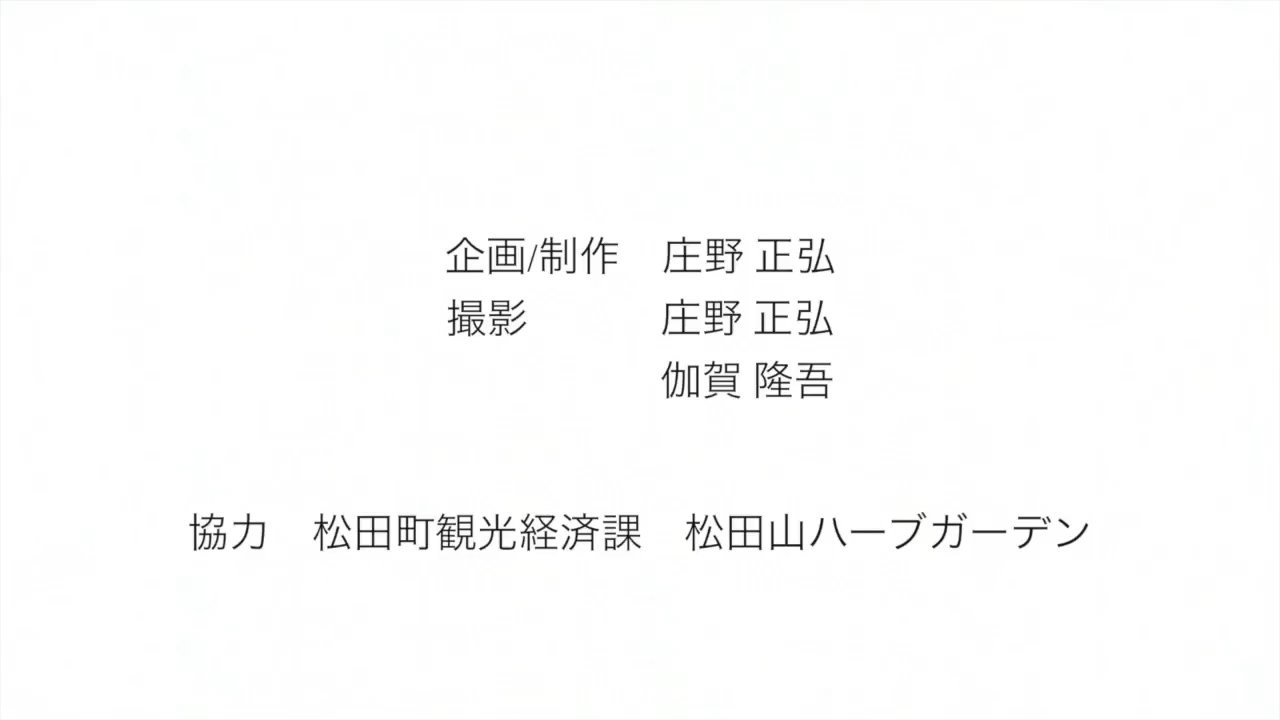 企画/制作　庄野 正弘
撮影　庄野 正弘
伽賀 隆吾
協力　松田町観光経済課　松田山ハーブガーデン